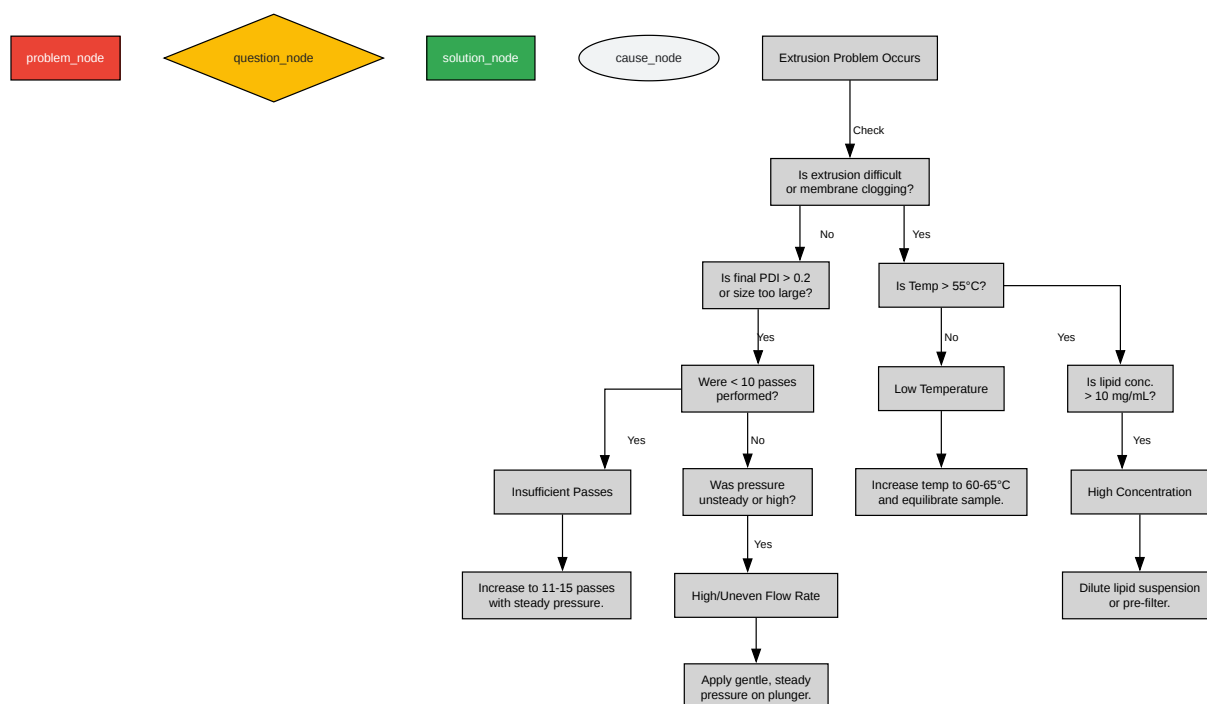 problem_node
question_node
solution_node
cause_node
Extrusion Problem Occurs
Check
Is extrusion difficult
or membrane clogging?
No
Yes
Is final PDI > 0.2
or size too large?
Is Temp > 55°C?
Yes
No
Yes
Were < 10 passes
performed?
Low Temperature
Is lipid conc.
> 10 mg/mL?
Yes
No
Yes
Insufficient Passes
Was pressure
unsteady or high?
Increase temp to 60-65°C
and equilibrate sample.
High Concentration
Yes
Increase to 11-15 passes
with steady pressure.
High/Uneven Flow Rate
Dilute lipid suspension
or pre-filter.
Apply gentle, steady
pressure on plunger.